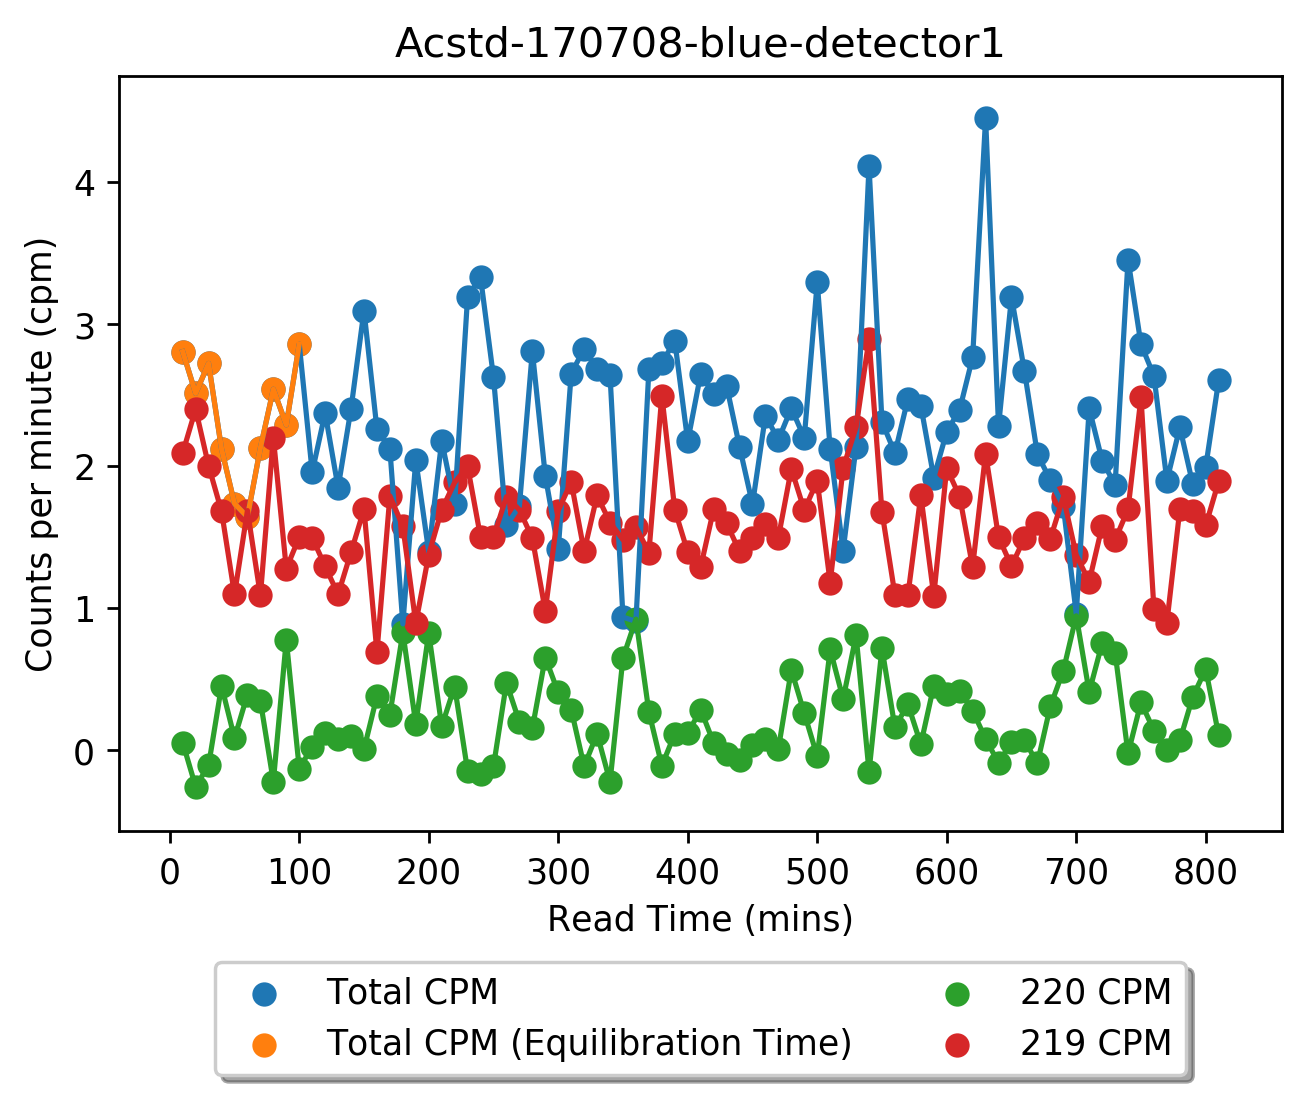 Acstd-170708-blue-detector1
Counts per minute (cpm)
4
3
2
1
0
0 100 200 300 400 500 600 700 800
Read Time (mins)
Total CPM
Total CPM (Equilibration Time)
220 CPM
219 CPM